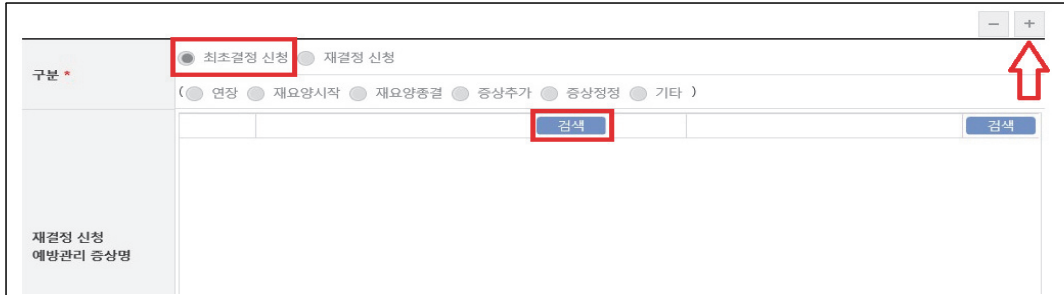 − +
구분 *
최초결정 신청 재결정 신청
( 연장 재요양시작 재요양종결 증상추가 증상정정 기타 )
검색 검색
재결정 신청
예방관리 증상명